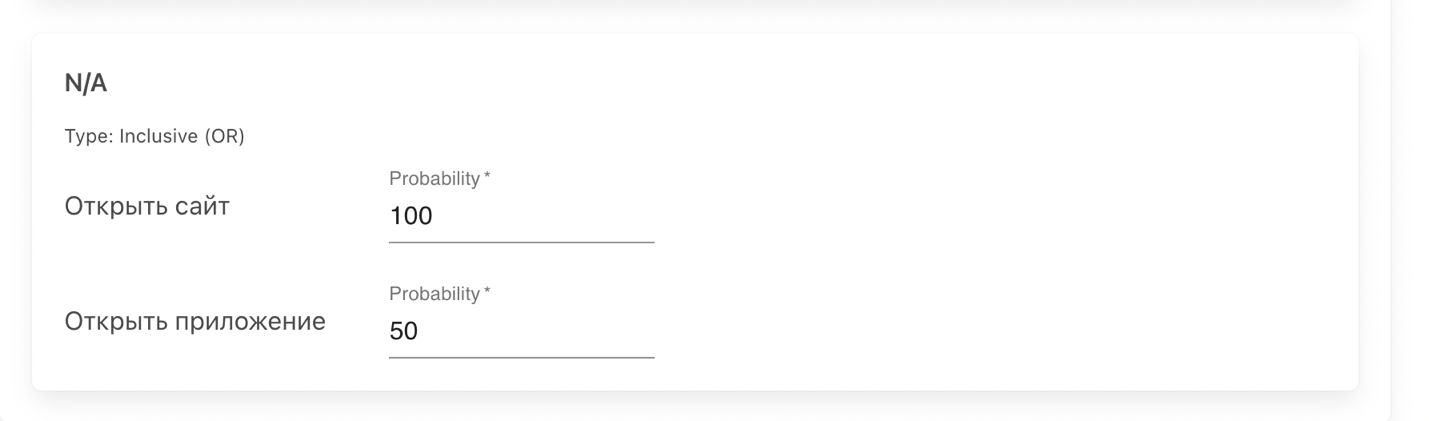 N/A
Type: Inclusive (OR)
Открыть сайт
Probability *
100
Открыть приложение
Probability *
50